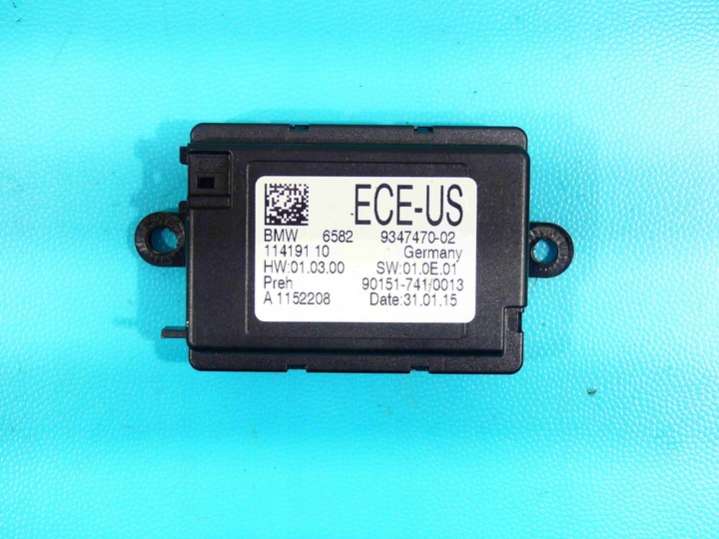 ECE-US
BMW 6582 9347470-02
114191 10 Germany
HW:01.03.00 SW:01.0E.01
Preh 90151-741/0013
A 1152208 Date:31.01.15